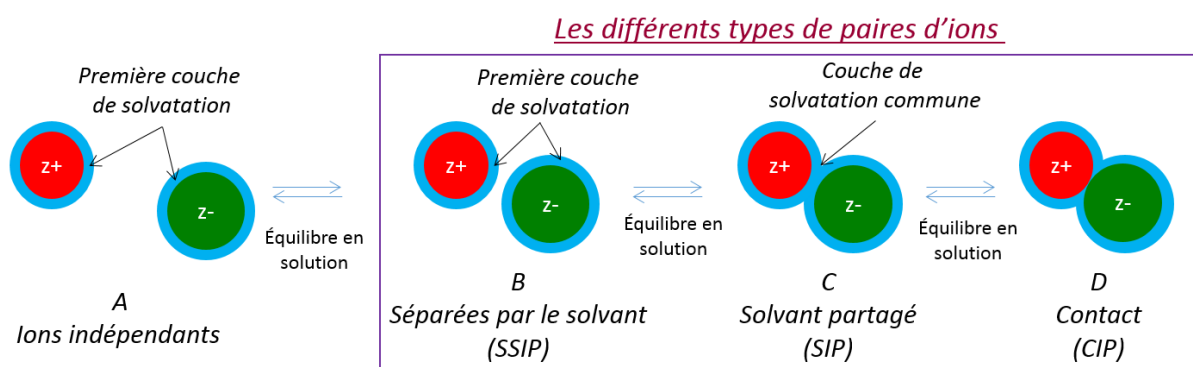 Les différents types de paires d'ions
Première couche
de solvatation
z+
z-
Équilibre en
solution
A
Ions indépendants
Première couche
de solvatation
z+
z-
Équilibre en
solution
B
Séparées par le solvant
(SSIP)
Couche de
solvatation commune
z+
z-
Équilibre en
solution
C
Solvant partagé
(SIP)
z+
z-
D
Contact
(CIP)